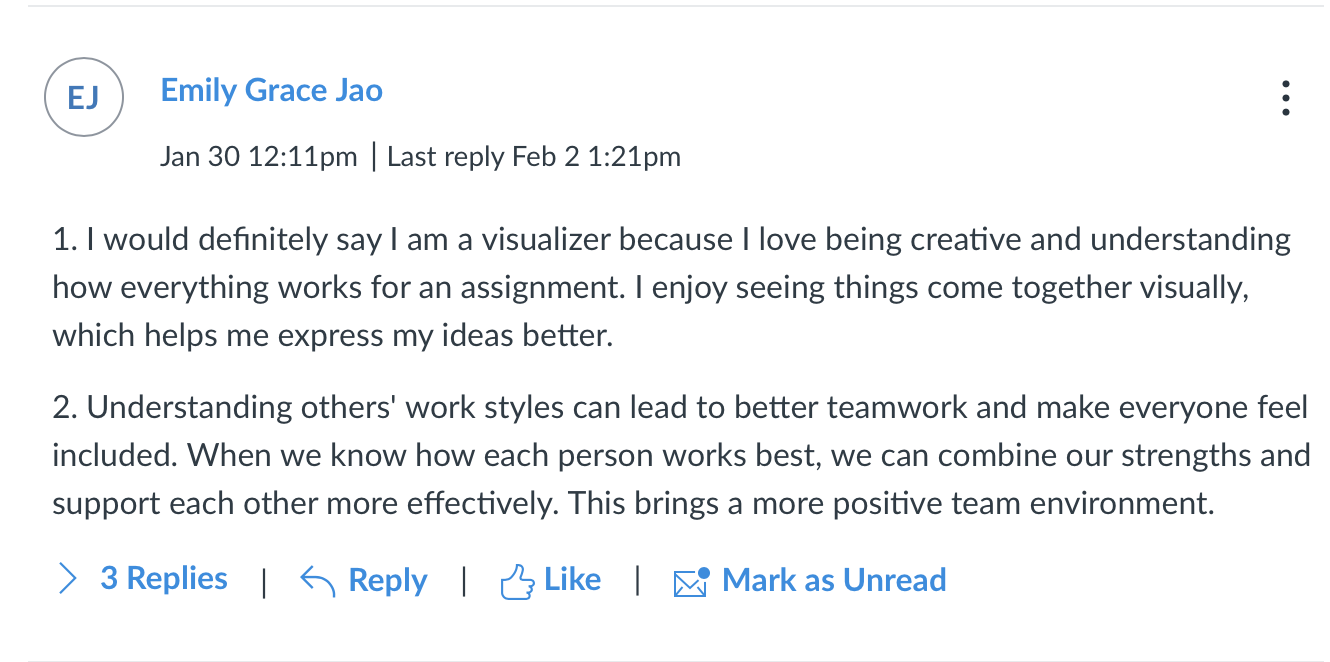 EJ
Emily Grace Jao
Jan 30 12:11pm | Last reply Feb 2 1:21pm
1. I would definitely say I am a visualizer because I love being creative and understanding
how everything works for an assignment. I enjoy seeing things come together visually,
which helps me express my ideas better.
2. Understanding others' work styles can lead to better teamwork and make everyone feel
included. When we know how each person works best, we can combine our strengths and
support each other more effectively. This brings a more positive team environment.
3 Replies | Reply | Like | Mark as Unread